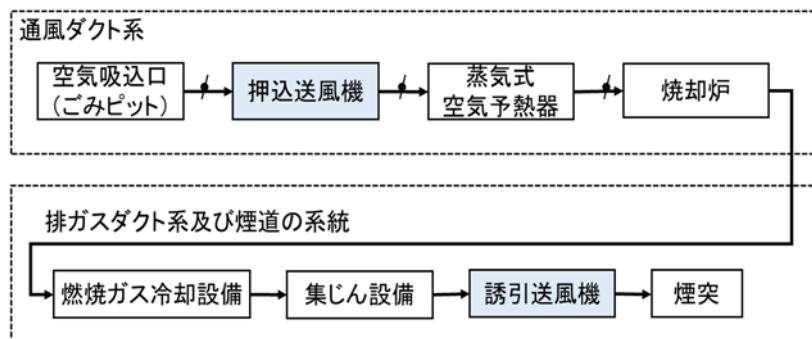 通風ダクト系
空気吸込口
(ごみピット)
押込送風機
蒸気式
空気予熱器
焼却炉
排ガスダクト系及び煙道の系統
燃焼ガス冷却設備
集じん設備
誘引送風機
煙突